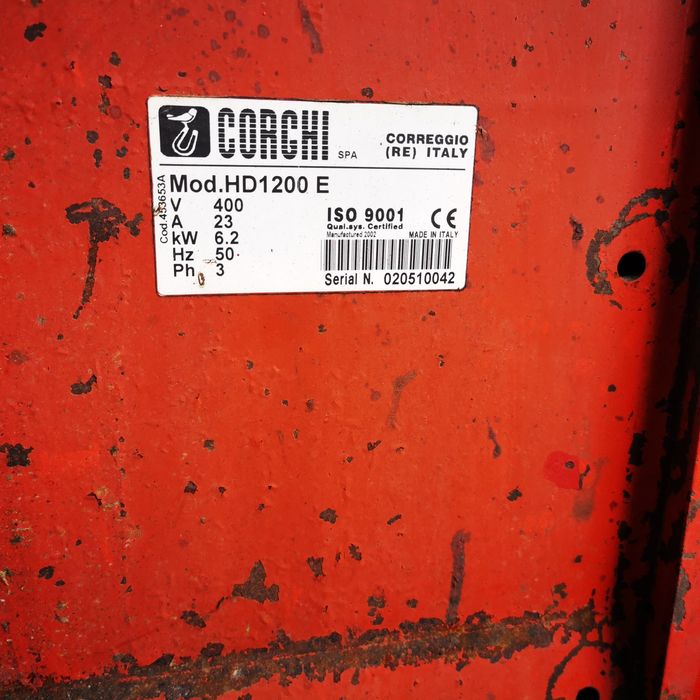 CORGHI SPA
CORREGGIO
(RE) ITALY
Cod.453653A
Mod.HD1200 E
V 400
A 23
kW 6.2
Hz 50
Ph 3
ISO 9001 CE
Qual.sys. Certified
Manufactured 2002 MADE IN ITALY
Serial N. 020510042